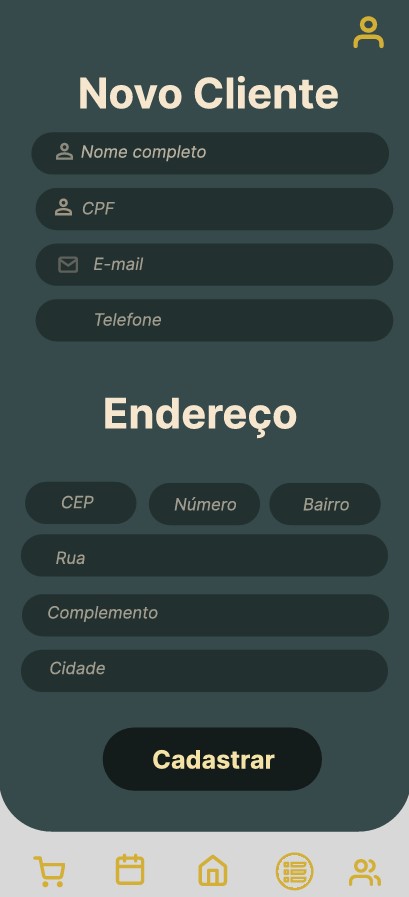 Novo Cliente
Nome completo
CPF
E-mail
Telefone
Endereço
CEP Número Bairro
Rua
Complemento
Cidade
Cadastrar